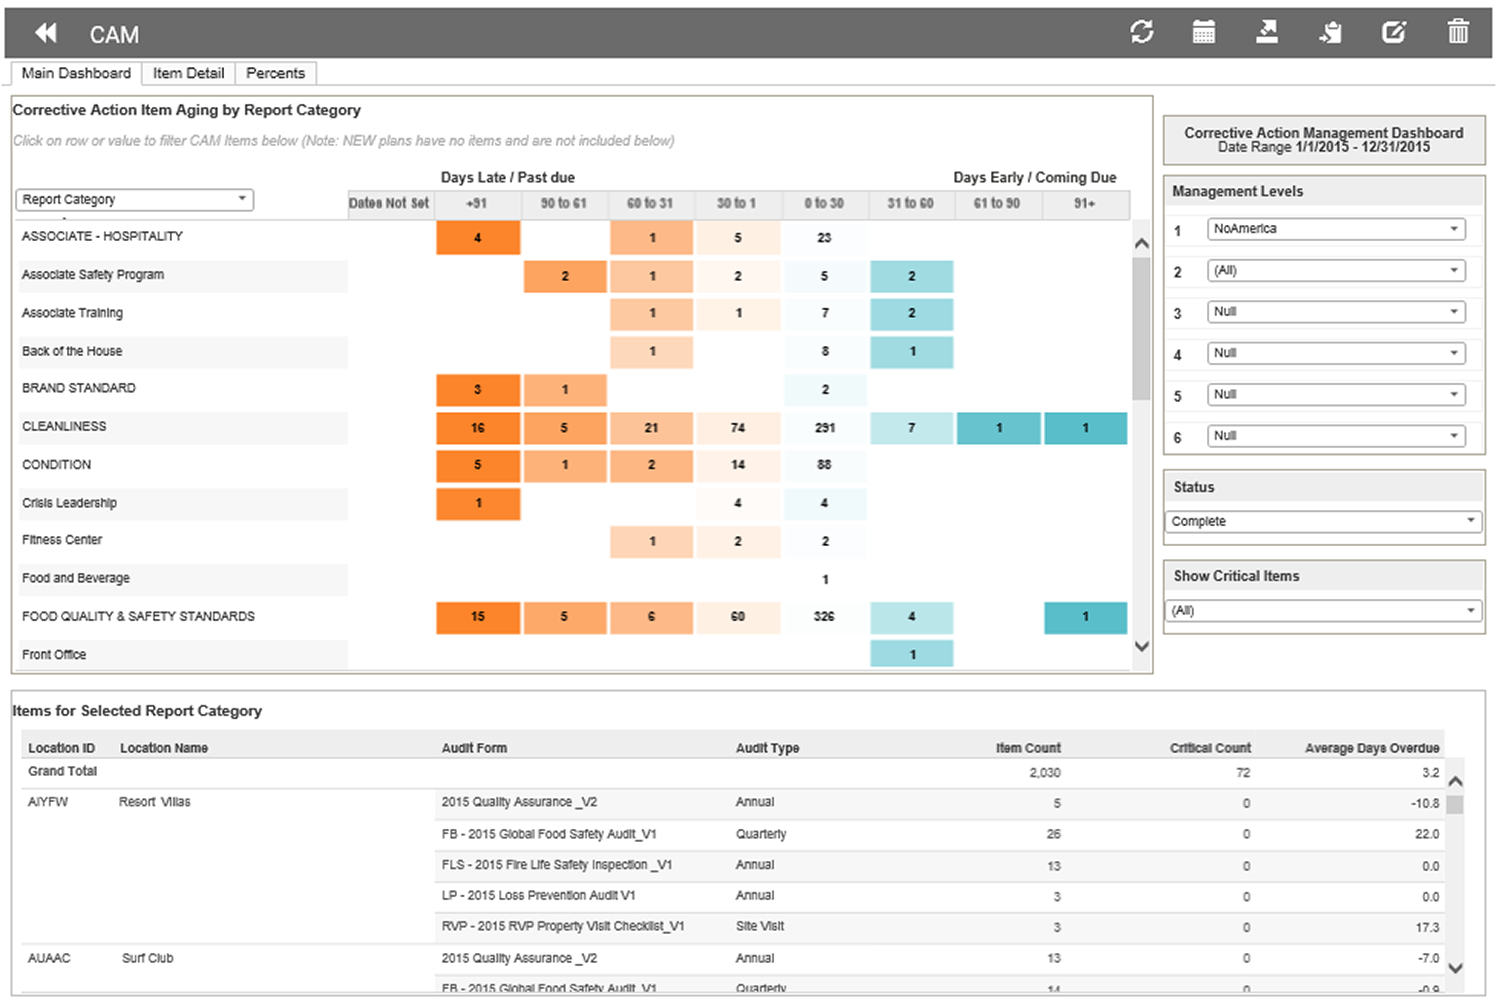 CAM
Main Dashboard Item Detail Percents
Corrective Action Item Aging by Report Category
Click on row or value to filter CAM Items below (Note: NEW plans have no items and are not included below)
Days Late / Past due Days Early / Coming Due
Report Category Dates Not Set +91 90 to 61 60 to 31 30 to 1 0 to 30 31 to 60 61 to 90 91+
ASSOCIATE - HOSPITALITY 4 1 5 23
Associate Safety Program 2 1 2 5 2
Associate Training 1 1 7 2
Back of the House 1 8 1
BRAND STANDARD 3 1 2
CLEANLINESS 16 5 21 74 291 7 1 1
CONDITION 5 1 2 14 88
Crisis Leadership 1 4 4
Fitness Center 1 2 2
Food and Beverage 1
FOOD QUALITY & SAFETY STANDARDS 15 5 6 60 326 4 1
Front Office 1
Corrective Action Management Dashboard
Date Range 1/1/2015 - 12/31/2015
Management Levels
1 NoAmerica
2 (All)
3 Null
4 Null
5 Null
6 Null
Status
Complete
Show Critical Items
(All)
Items for Selected Report Category
Location ID Location Name Audit Form Audit Type Item Count Critical Count Average Days Overdue
Grand Total 2,030 72 3.2
AIYFW Resort Villas 2015 Quality Assurance _V2 Annual 5 0 -10.8
FB - 2015 Global Food Safety Audit_V1 Quarterly 26 0 22.0
FLS - 2015 Fire Life Safety Inspection _V1 Annual 13 0 0.0
LP - 2015 Loss Prevention Audit V1 Annual 3 0 0.0
RVP - 2015 RVP Property Visit Checklist_V1 Site Visit 3 0 17.3
AUAAC Surf Club 2015 Quality Assurance _V2 Annual 13 0 -7.0
FB - 2015 Global Food Safety Audit_V1 Quarterly 14 0 -0.9